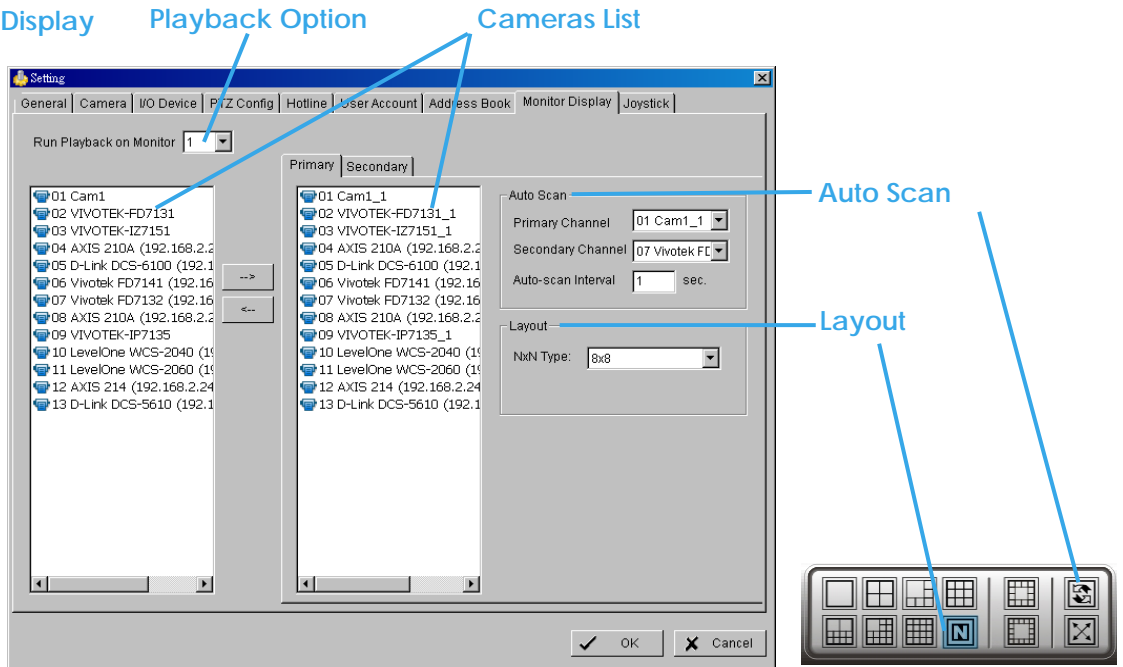 Display Playback Option Cameras List
Setting
General Camera I/O Device PTZ Config Hotline User Account Address Book Monitor Display Joystick
Run Playback on Monitor 1
Primary Secondary
01 Cam1
02 VIVOTEK-FD7131
03 VIVOTEK-IZ7151
04 AXIS 210A (192.168.2.2
05 D-Link DCS-6100 (192.1
06 Vivotek FD7141 (192.16
07 Vivotek FD7132 (192.16
08 AXIS 210A (192.168.2.2
09 VIVOTEK-IP7135
10 LevelOne WCS-2040 (19
11 LevelOne WCS-2060 (19
12 AXIS 214 (192.168.2.24
13 D-Link DCS-5610 (192.1
-->
<--
01 Cam1_1
02 VIVOTEK-FD7131_1
03 VIVOTEK-IZ7151_1
04 AXIS 210A (192.168.2.2
05 D-Link DCS-6100 (192.1
06 Vivotek FD7141 (192.16
07 Vivotek FD7132 (192.16
08 AXIS 210A (192.168.2.2
09 VIVOTEK-IP7135_1
10 LevelOne WCS-2040 (19
11 LevelOne WCS-2060 (19
12 AXIS 214 (192.168.2.24
13 D-Link DCS-5610 (192.1
Auto Scan
Primary Channel 01 Cam1_1
Secondary Channel 07 Vivotek FD
Auto-scan Interval 1 sec.
Layout
NxN Type: 8x8
Auto Scan
Layout
OK Cancel
N